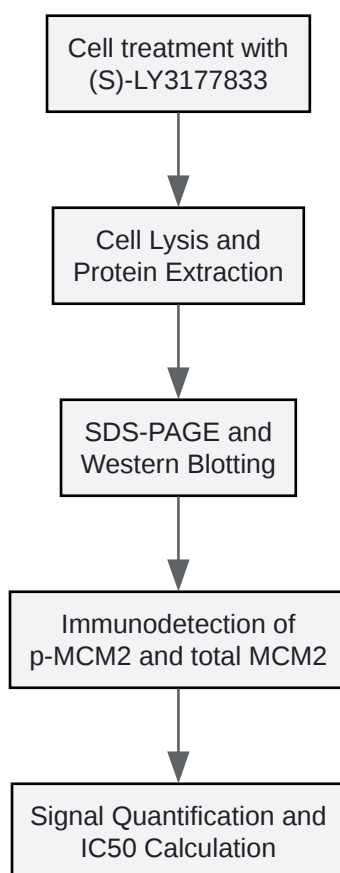 Cell treatment with
(S)-LY3177833
Cell Lysis and
Protein Extraction
SDS-PAGE and
Western Blotting
Immunodetection of
p-MCM2 and total MCM2
Signal Quantification and
IC50 Calculation